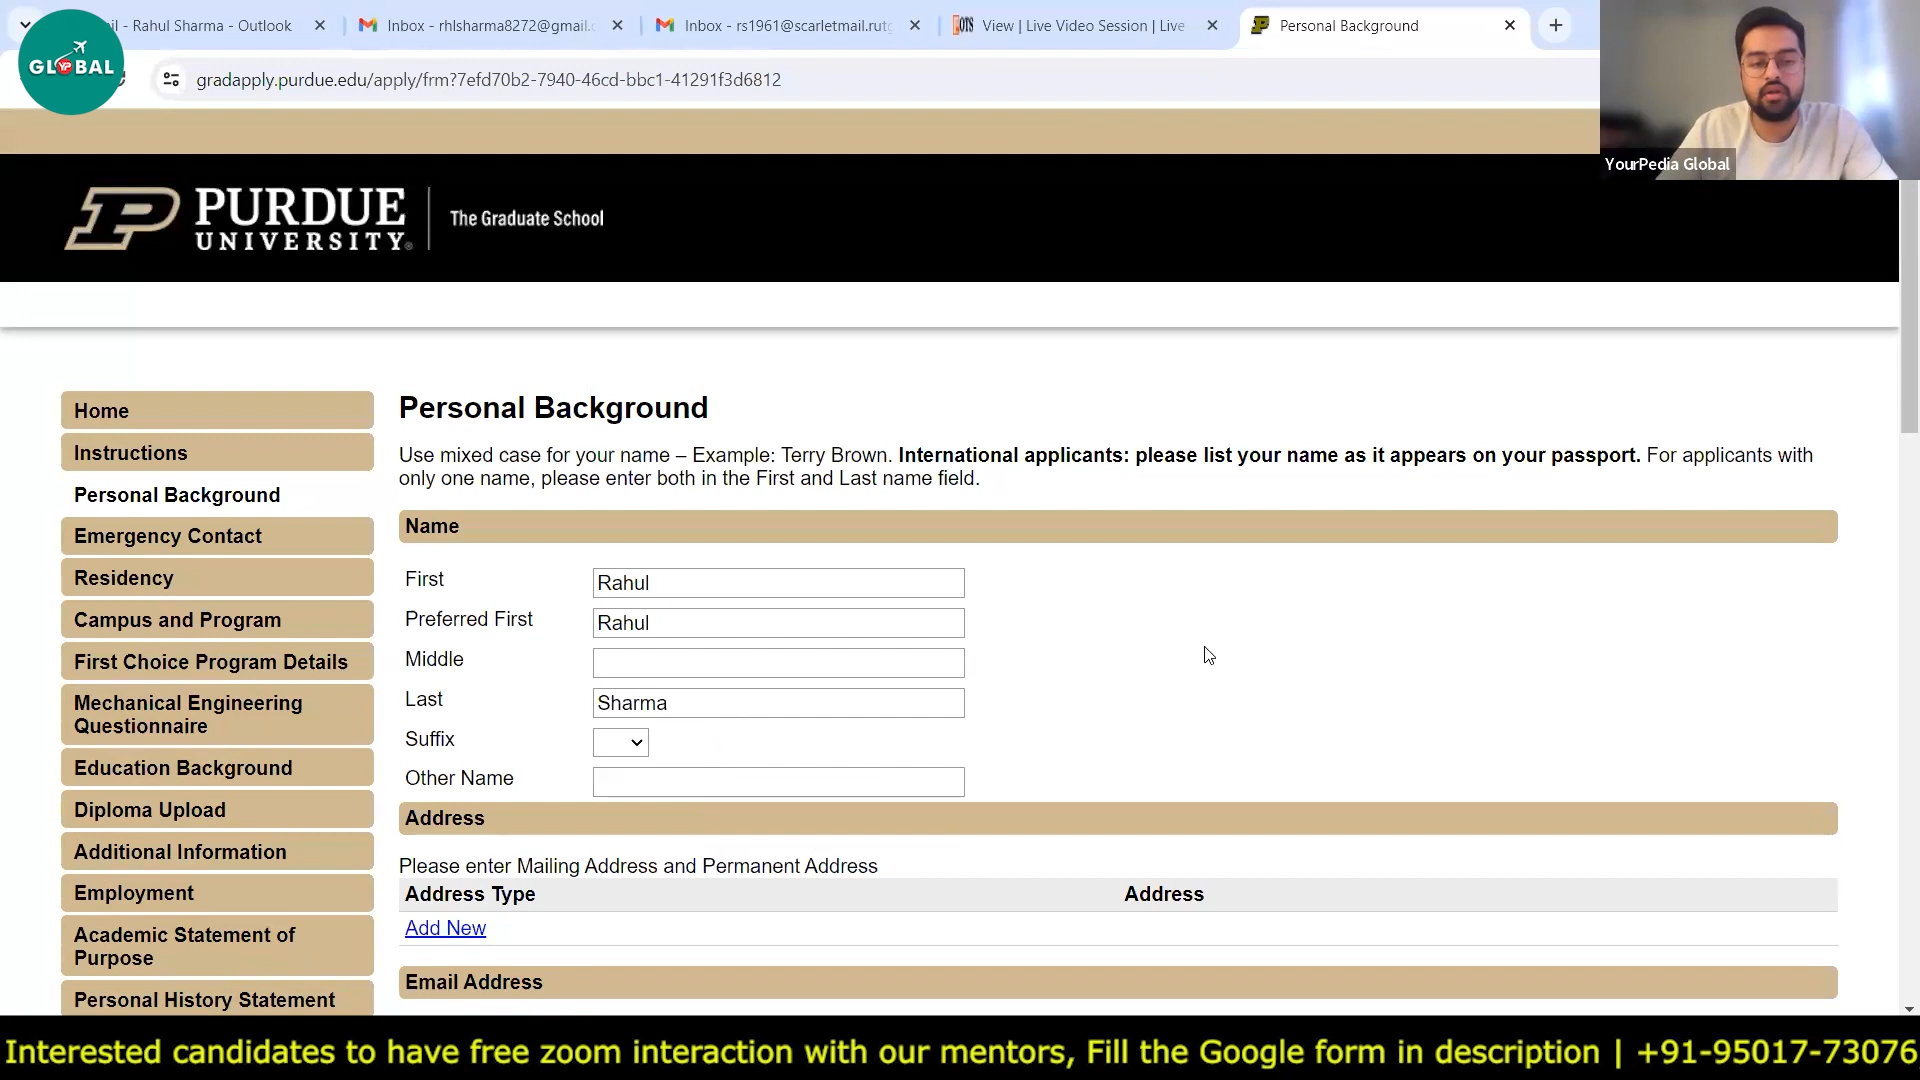 il - Rahul Sharma - Outlook
Inbox - rhlsharma8272@gmail.c
Inbox - rs1961@scarletmail.rutg
View | Live Video Session | Live
Personal Background
GLOBAL
YP
gradapply.purdue.edu/apply/frm?7efd70b2-7940-46cd-bbc1-41291f3d6812
YourPedia Global
PURDUE
UNIVERSITY®
The Graduate School
Home
Instructions
Personal Background
Emergency Contact
Residency
Campus and Program
First Choice Program Details
Mechanical Engineering
Questionnaire
Education Background
Diploma Upload
Additional Information
Employment
Academic Statement of
Purpose
Personal History Statement
Personal Background
Use mixed case for your name – Example: Terry Brown. International applicants: please list your name as it appears on your passport. For applicants with
only one name, please enter both in the First and Last name field.
Name
First Rahul
Preferred First Rahul
Middle
Last Sharma
Suffix
Other Name
Address
Please enter Mailing Address and Permanent Address
Address Type Address
Add New
Email Address
Interested candidates to have free zoom interaction with our mentors, Fill the Google form in description | +91-95017-73076